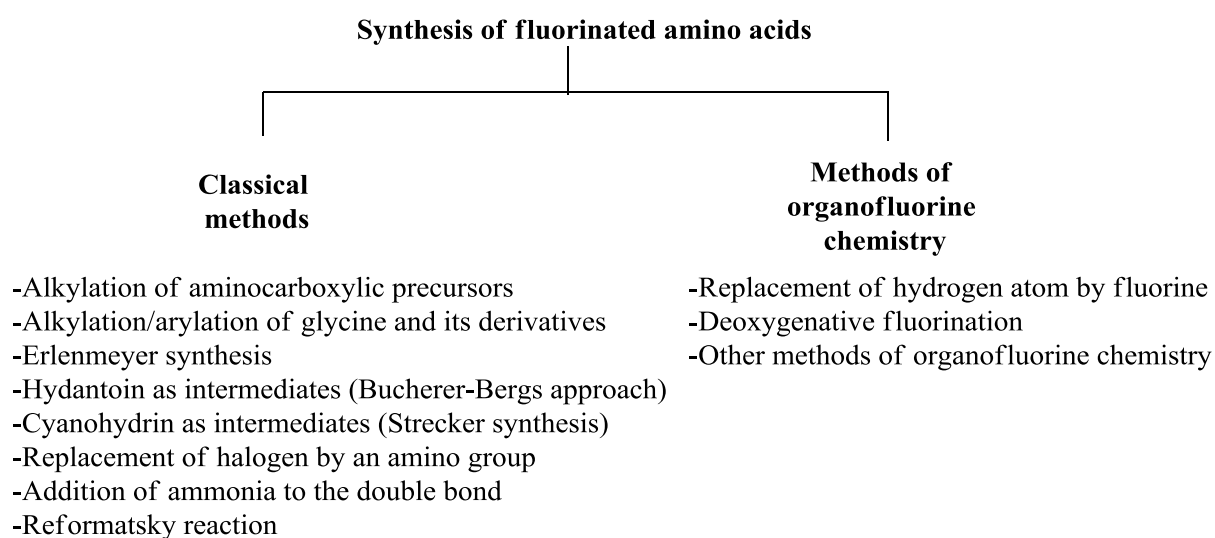 Synthesis of fluorinated amino acids
Classical
methods
-Alkylation of aminocarboxylic precursors
-Alkylation/arylation of glycine and its derivatives
-Erlenmeyer synthesis
-Hydantoin as intermediates (Bucherer-Bergs approach)
-Cyanohydrin as intermediates (Strecker synthesis)
-Replacement of halogen by an amino group
-Addition of ammonia to the double bond
-Reformatsky reaction
Methods of
organofluorine
chemistry
-Replacement of hydrogen atom by fluorine
-Deoxygenative fluorination
-Other methods of organofluorine chemistry